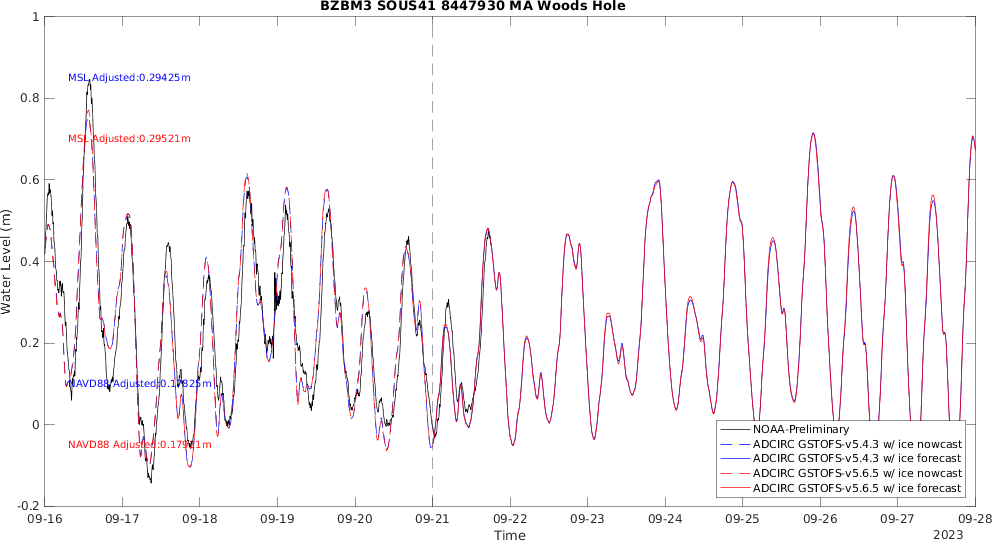 BZBM3 SOUS41 8447930 MA Woods Hole
1
0.8
0.6
0.4
0.2
0
-0.2
Water Level (m)
MSL Adjusted:0.29425m
MSL Adjusted:0.29521m
NAVD88 Adjusted:0.17825m
NAVD88 Adjusted:
NOAA-Preliminary
ADCIRC GSTOFS-v5.4.3 w/ ice nowcast
ADCIRC GSTOFS-v5.4.3 w/ ice forecast
ADCIRC GSTOFS-v5.6.5 w/ ice nowcast
ADCIRC GSTOFS-v5.6.5 w/ ice forecast
09-16 09-17 09-18 09-19 09-20 09-21 09-22 09-23 09-24 09-25 09-26 09-27 09-28
Time
2023